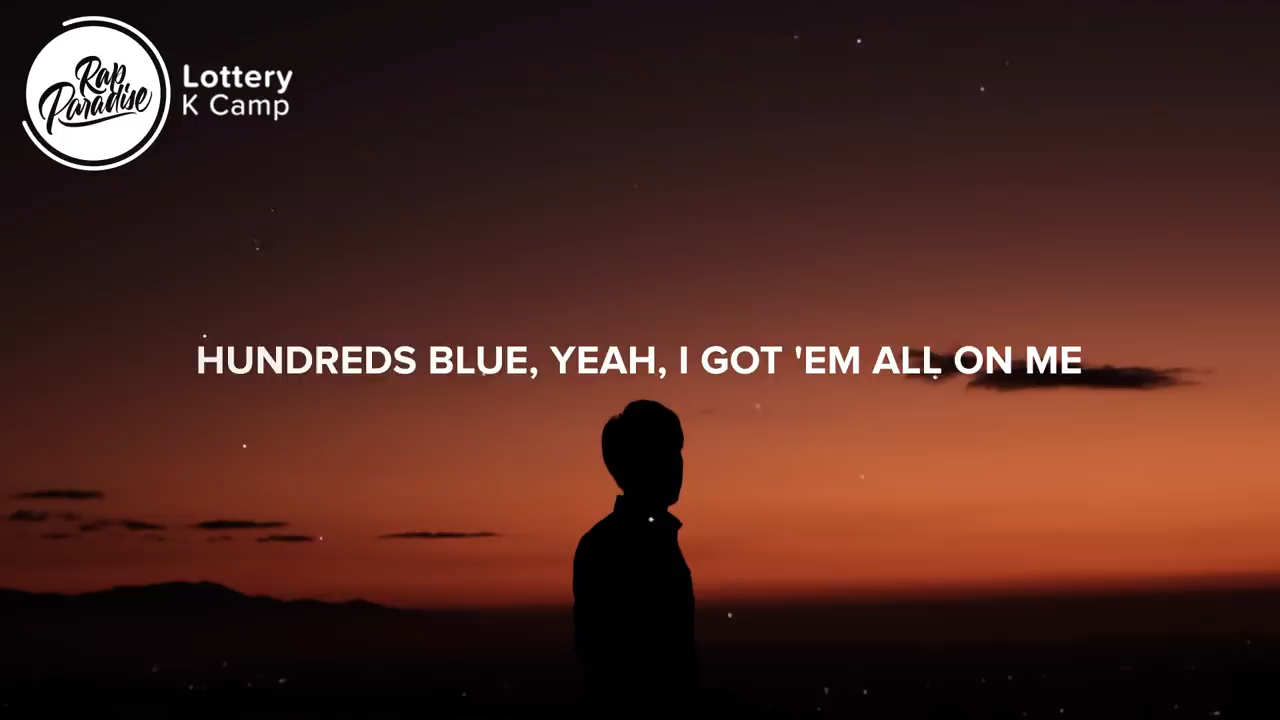 Rap
Paradise
Lottery
K Camp
HUNDREDS BLUE, YEAH, I GOT 'EM ALL ON ME